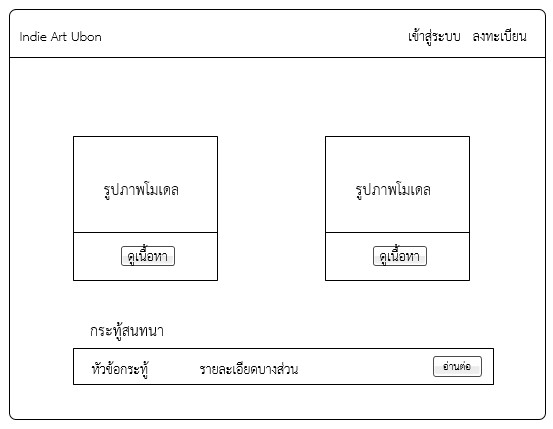 Indie Art Ubon เข้าสู่ระบบ ลงทะเบียน
รูปภาพโมเดล รูปภาพโมเดล
ดูเนื้อหา ดูเนื้อหา
กระทู้สนทนา
หัวข้อกระทู้ รายละเอียดบางส่วน อ่านต่อ